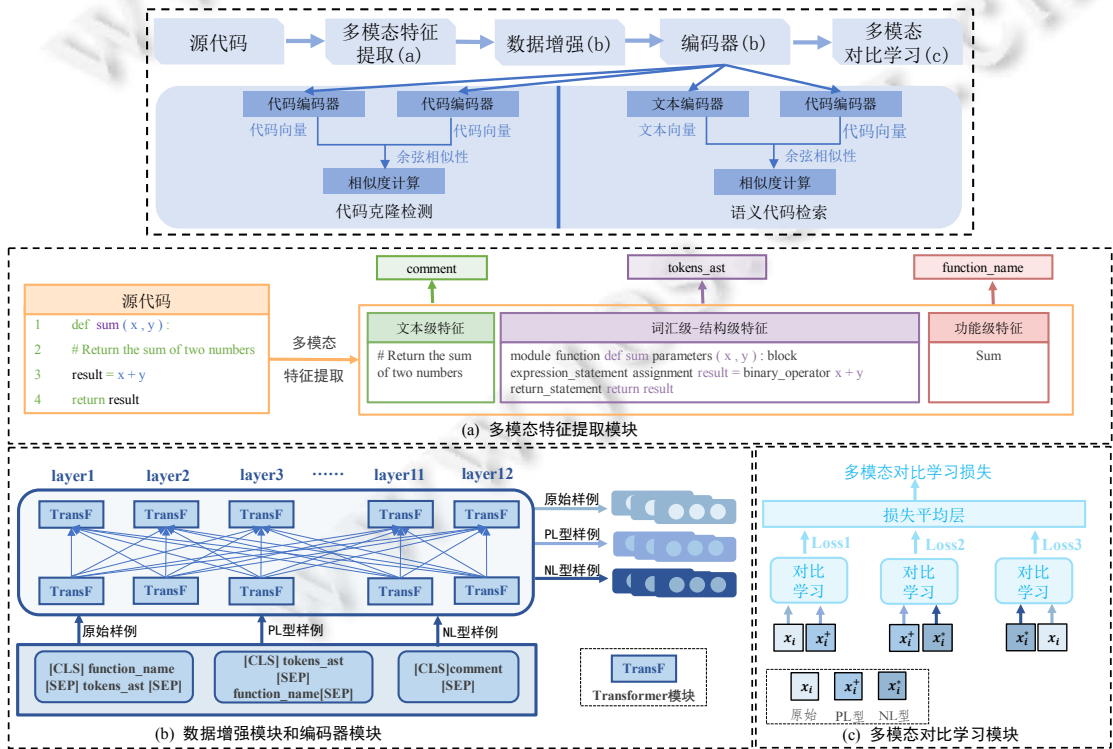 源代码
多模态特征
提取(a)
数据增强(b)
编码器(b)
多模态
对比学习(c)
代码编码器
代码编码器
代码向量
代码向量
余弦相似性
相似度计算
代码克隆检测
文本编码器
代码编码器
文本向量
代码向量
余弦相似性
相似度计算
语义代码检索
comment
tokens_ast
function_name
源代码
1 def sum ( x , y ) :
2 # Return the sum of two numbers
3 result = x + y
4 return result
多模态
特征提取
文本级特征
# Return the sum
of two numbers
词汇级-结构级特征
module function def sum parameters ( x , y ) : block
expression_statement assignment result = binary_operator x + y
return_statement return result
功能级特征
Sum
(a) 多模态特征提取模块
layer1 layer2 layer3 …… layer11 layer12
TransF TransF TransF TransF TransF
TransF TransF TransF TransF TransF
原始样例
PL型样例
NL型样例
原始样例
PL型样例
NL型样例
[CLS] function_name
[SEP] tokens_ast [SEP]
[CLS] tokens_ast
[SEP]
function_name[SEP]
[CLS]comment
[SEP]
TransF
Transformer模块
(b) 数据增强模块和编码器模块
多模态对比学习损失
损失平均层
Loss1 Loss2 Loss3
对比
学习
对比
学习
对比
学习
x_i x_i^+ x_i^+ x_i^* x_i^* x_i
x_i x_i^+ x_i^*
原始 PL型 NL型
(c) 多模态对比学习模块